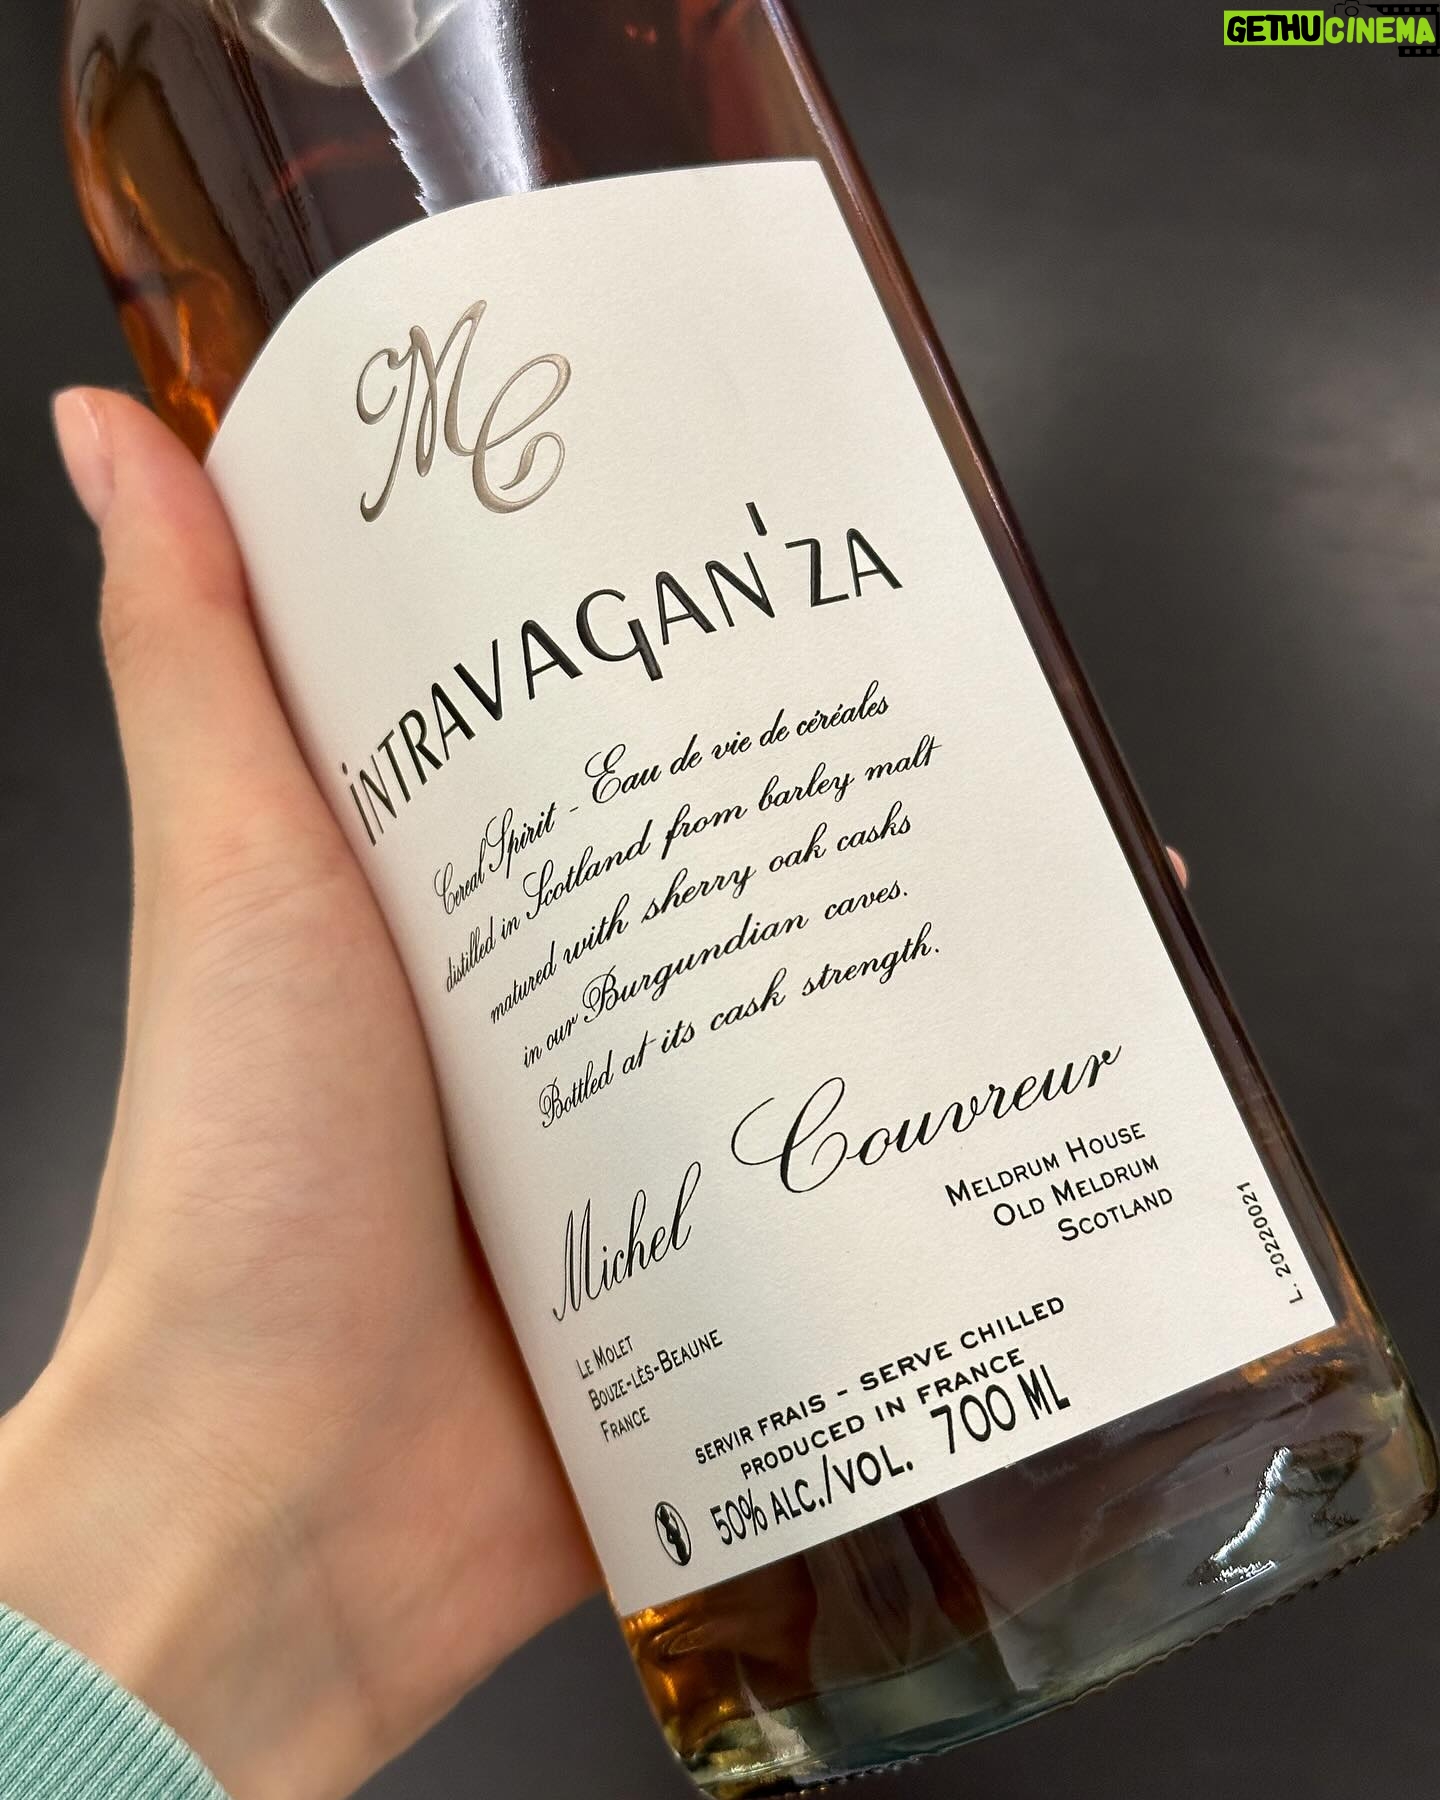 GETHUCINEMA
MC
iNTRAVAGAN'ZA
Cereal Spirit - Eau de vie de céréales
distilled in Scotland from barley malt
matured with sherry oak casks
in our Burgundian caves.
Bottled at its cask strength.
Michel Couvreur
MELDRUM HOUSE
OLD MELDRUM
SCOTLAND
LE MOLET
BOUZE-LÈS-BEAUNE
FRANCE
L. 20220021
SERVIR FRAIS - SERVE CHILLED
PRODUCED IN FRANCE
50% ALC./VOL. 700 ML